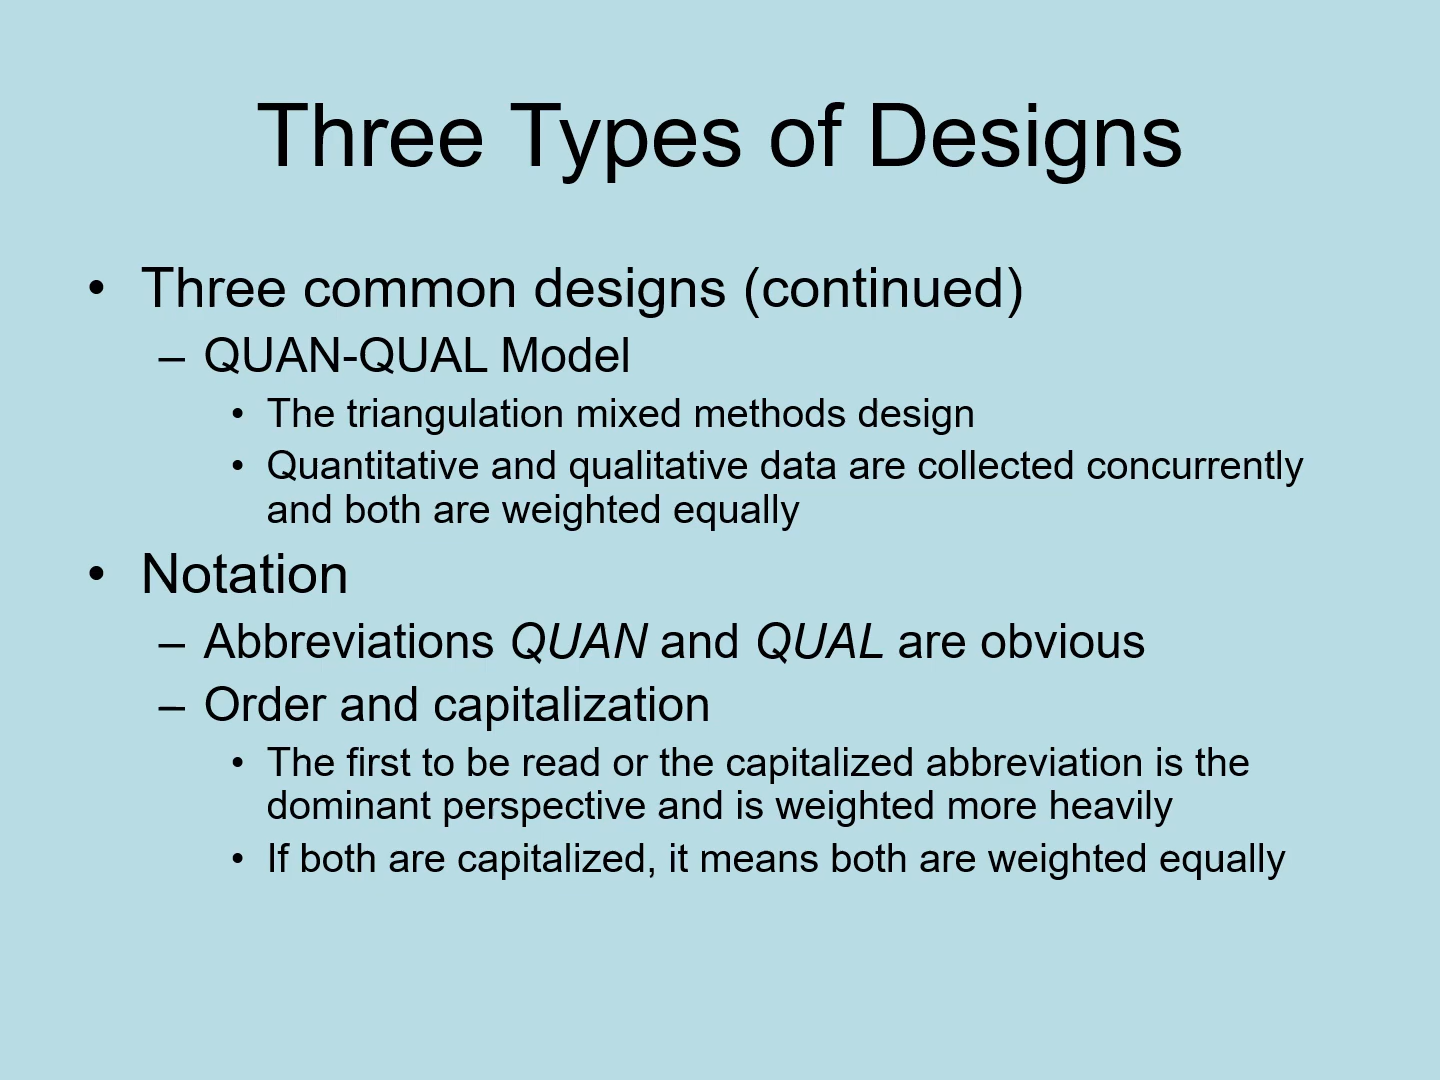 Three Types of Designs
• Three common designs (continued)
– QUAN-QUAL Model
• The triangulation mixed methods design
• Quantitative and qualitative data are collected concurrently
and both are weighted equally
• Notation
– Abbreviations QUAN and QUAL are obvious
– Order and capitalization
• The first to be read or the capitalized abbreviation is the
dominant perspective and is weighted more heavily
• If both are capitalized, it means both are weighted equally